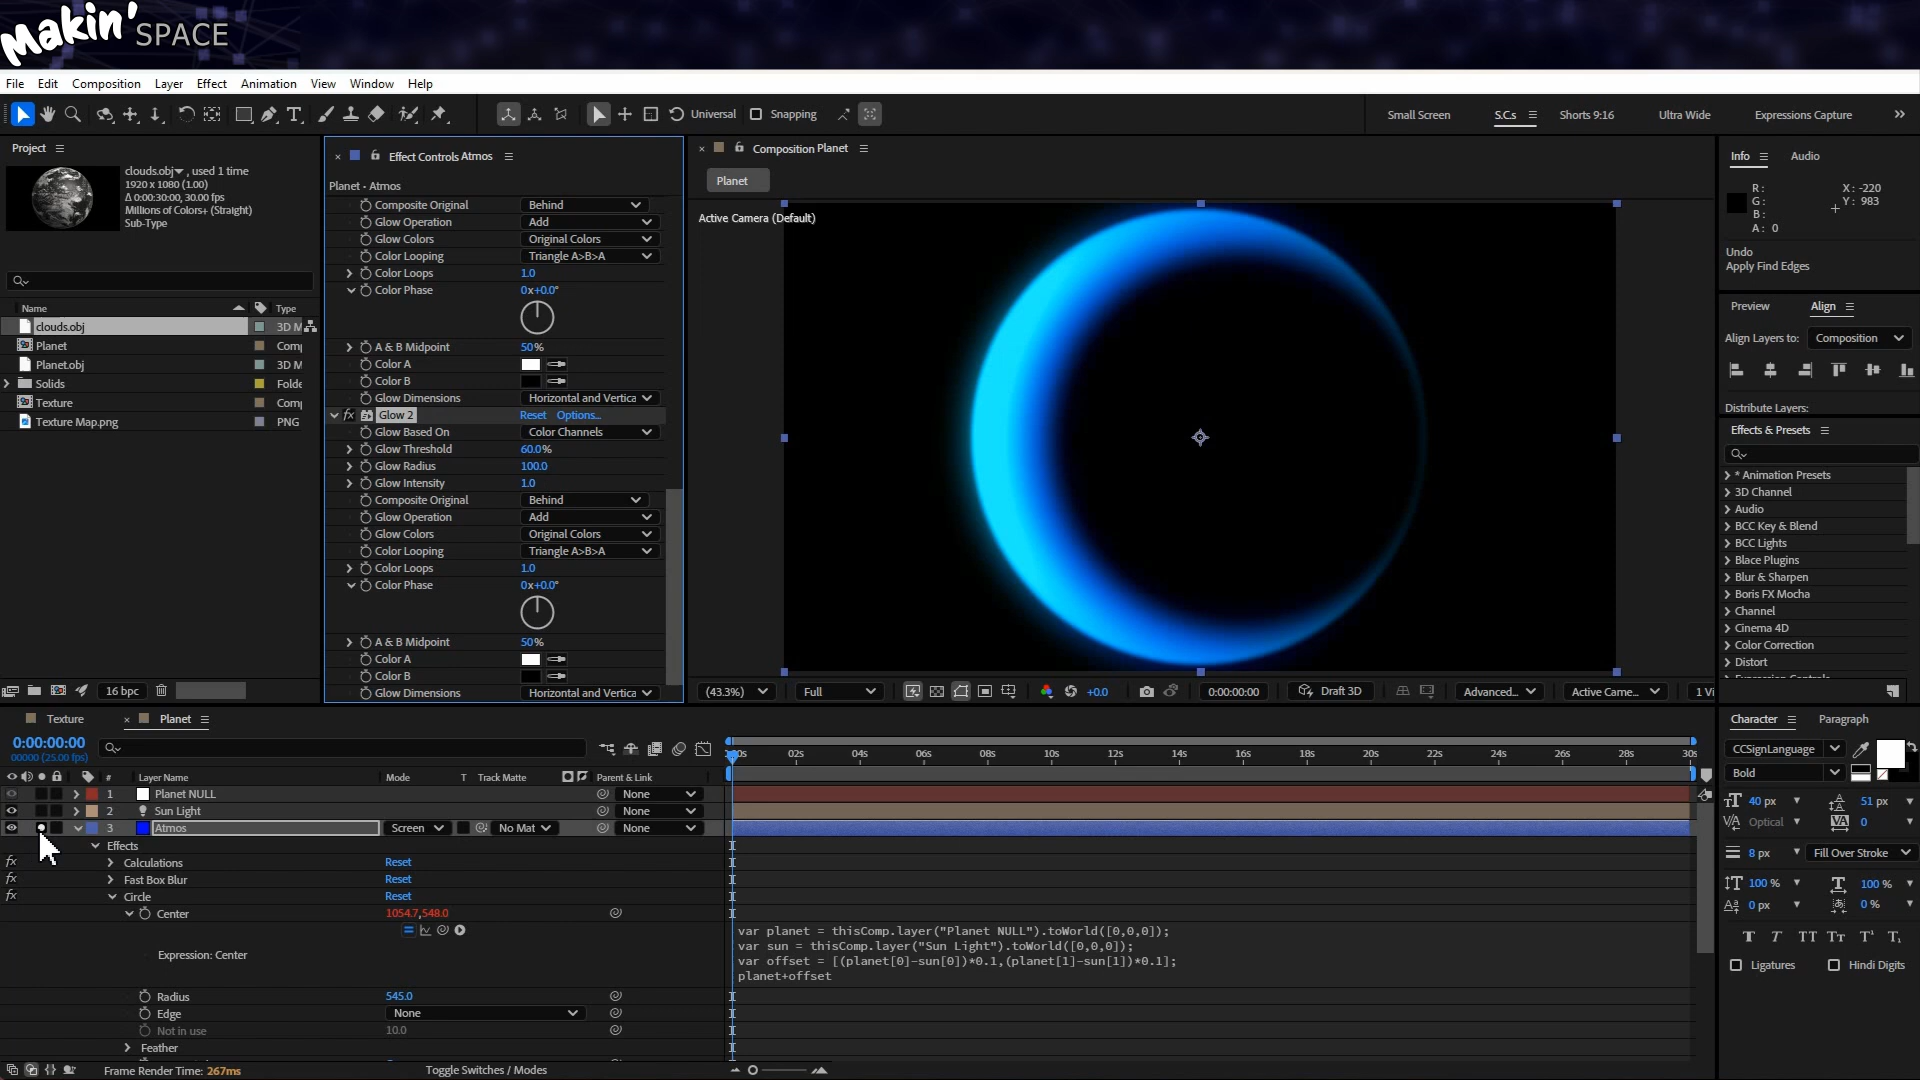 Makin' SPACE
File Edit Composition Layer Effect Animation View Window Help
Universal Snapping Small Screen S.Cs Shorts 9:16 Ultra Wide Expressions Capture
Project
clouds.obj , used 1 time
1920 x 1080 (1.00)
Δ 0:00:30:00, 30.00 fps
Millions of Colors+ (Straight)
Sub-Type
Name Type
clouds.obj 3D M
Planet Comp
Planet.obj 3D M
Solids Folde
Texture Comp
Texture Map.png PNG
16 bpc
Effect Controls Atmos
Planet • Atmos
Composite Original Behind
Glow Operation Add
Glow Colors Original Colors
Color Looping Triangle A>B>A
Color Loops 1.0
Color Phase 0x+0.0°
A & B Midpoint 50%
Color A
Color B
Glow Dimensions Horizontal and Vertica
fx Glow 2 Reset Options...
Glow Based On Color Channels
Glow Threshold 60.0%
Glow Radius 100.0
Glow Intensity 1.0
Composite Original Behind
Glow Operation Add
Glow Colors Original Colors
Color Looping Triangle A>B>A
Color Loops 1.0
Color Phase 0x+0.0°
A & B Midpoint 50%
Color A
Color B
Glow Dimensions Horizontal and Vertica
Composition Planet
Planet
Active Camera (Default)
(43.3%) Full +0.0 0:00:00:00 Draft 3D Advanced... Active Came... 1 Vi
Info Audio
R: X: -220
G: Y: 983
B:
A: 0
Undo
Apply Find Edges
Preview Align
Align Layers to: Composition
Distribute Layers:
Effects & Presets
* Animation Presets
3D Channel
Audio
BCC Key & Blend
BCC Lights
Blace Plugins
Blur & Sharpen
Boris FX Mocha
Channel
Cinema 4D
Color Correction
Distort
Texture Planet
0:00:00:00
00000 (25.00 fps)
:00s 02s 04s 06s 08s 10s 12s 14s 16s 18s 20s 22s 24s 26s 28s 30s
# Layer Name Mode T Track Matte Parent & Link
1 Planet NULL None
2 Sun Light None
3 Atmos Screen No Mat None
Effects
fx Calculations Reset
fx Fast Box Blur Reset
fx Circle Reset
Center 1054.7,548.0
Expression: Center
var planet = thisComp.layer("Planet NULL").toWorld([0,0,0]);
var sun = thisComp.layer("Sun Light").toWorld([0,0,0]);
var offset = [(planet[0]-sun[0])*0.1,(planet[1]-sun[1])*0.1];
planet+offset
Radius 545.0
Edge None
Not in use 10.0
Feather
Frame Render Time: 267ms Toggle Switches / Modes
Character Paragraph
CCSignLanguage
Bold
40 px 51 px
Optical 0
8 px Fill Over Stroke
100 % 100 %
0 px 0 %
T T TT Tт T¹ T₁
Ligatures Hindi Digits